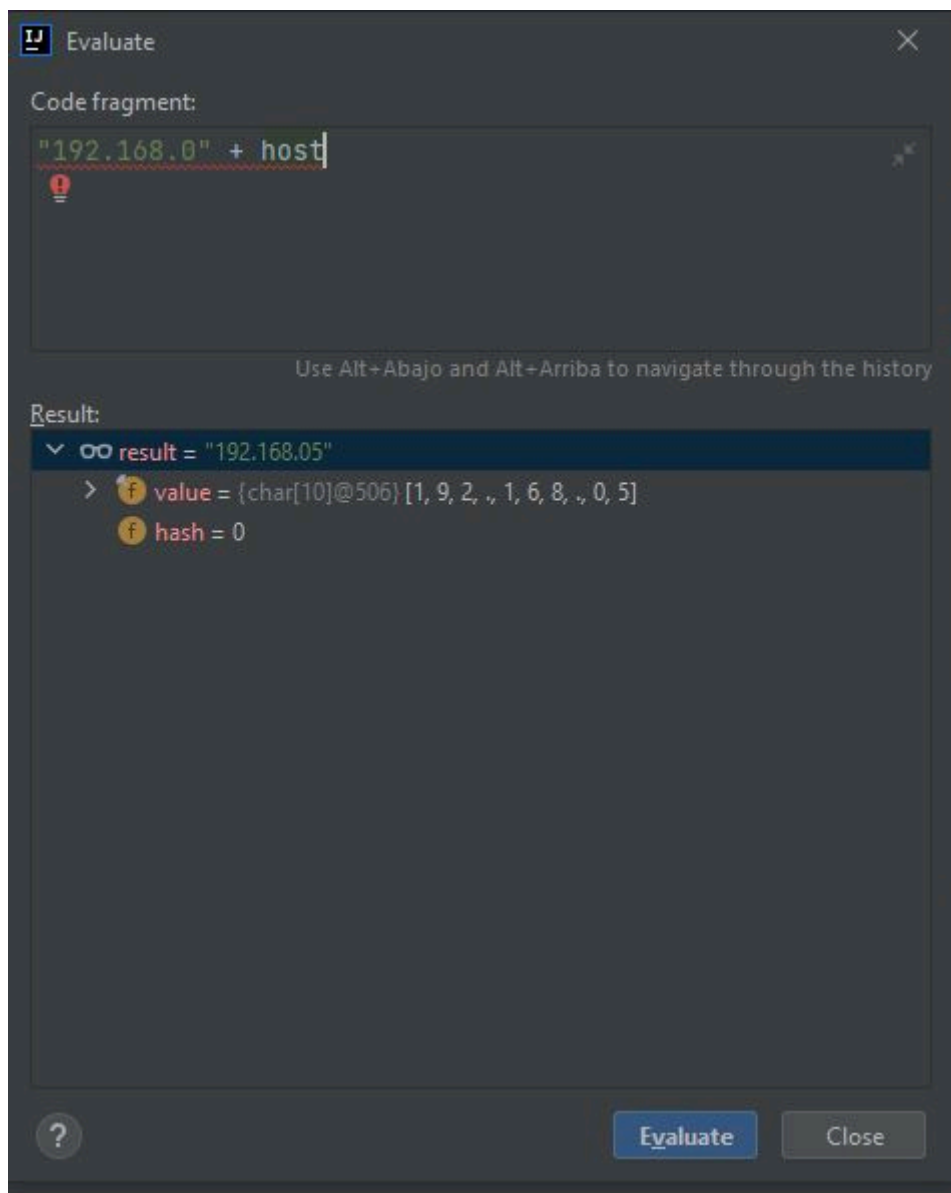 IJ Evaluate
Code fragment:
"192.168.0" + host
Use Alt+Abajo and Alt+Arriba to navigate through the history
Result:
result = "192.168.05"
f value = {char[10]@506} [1, 9, 2, ., 1, 6, 8, ., 0, 5]
f hash = 0
? Evaluate Close